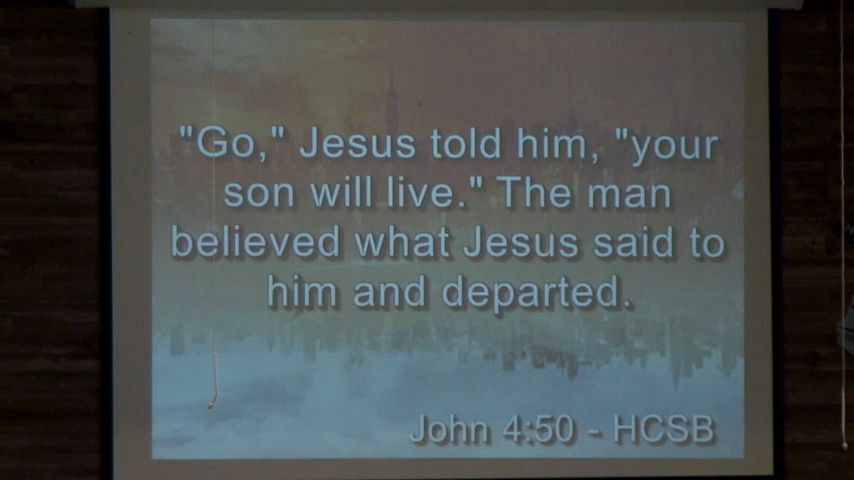 "Go," Jesus told him, "your
son will live." The man
believed what Jesus said to
him and departed.
John 4:50 - HCSB